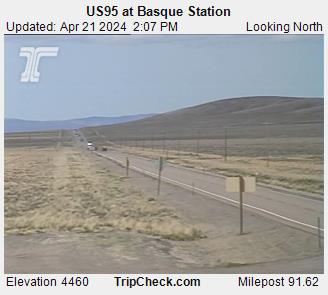 US95 at Basque Station
Updated: Apr 21 2024 2:07 PM Looking North
Elevation 4460 TripCheck.com Milepost 91.62